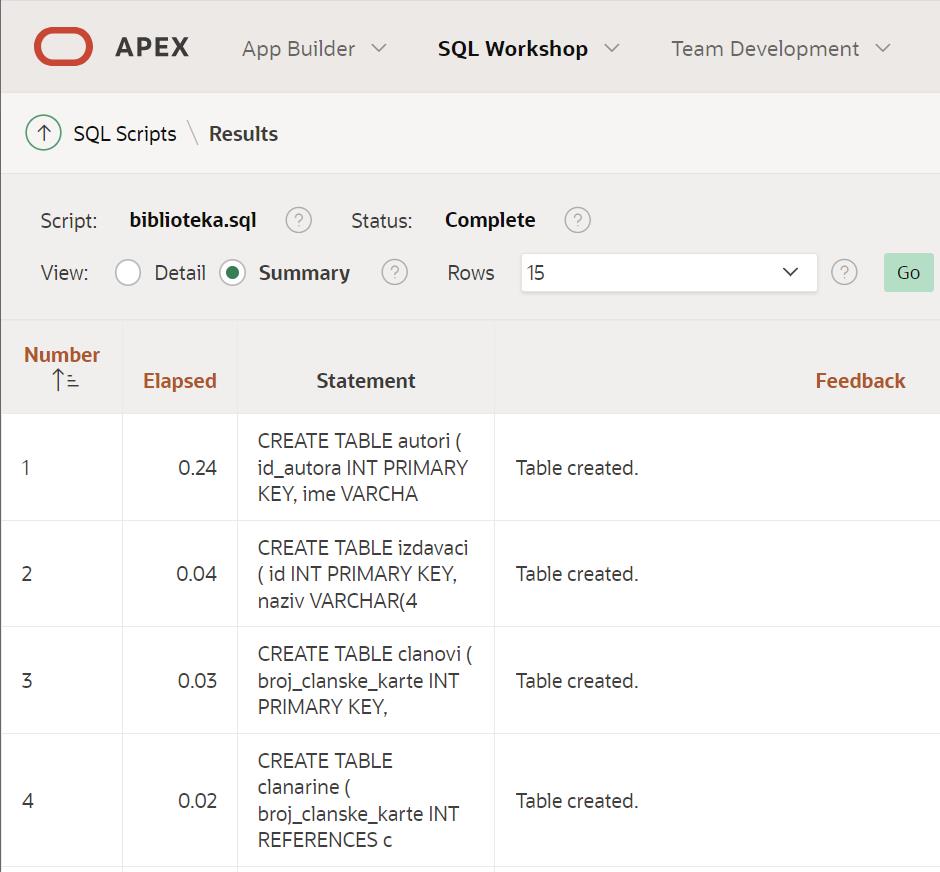 APEX App Builder SQL Workshop Team Development
SQL Scripts \ Results
Script: biblioteka.sql ? Status: Complete ?
View: Detail Summary ? Rows 15 ? Go
Number Elapsed Statement Feedback
1 0.24 CREATE TABLE autori (
id_autora INT PRIMARY
KEY, ime VARCHA
Table created.
2 0.04 CREATE TABLE izdavaci
( id INT PRIMARY KEY,
naziv VARCHAR(4
Table created.
3 0.03 CREATE TABLE clanovi (
broj_clanske_karte INT
PRIMARY KEY,
Table created.
4 0.02 CREATE TABLE
clanarine (
broj_clanske_karte INT
REFERENCES c
Table created.